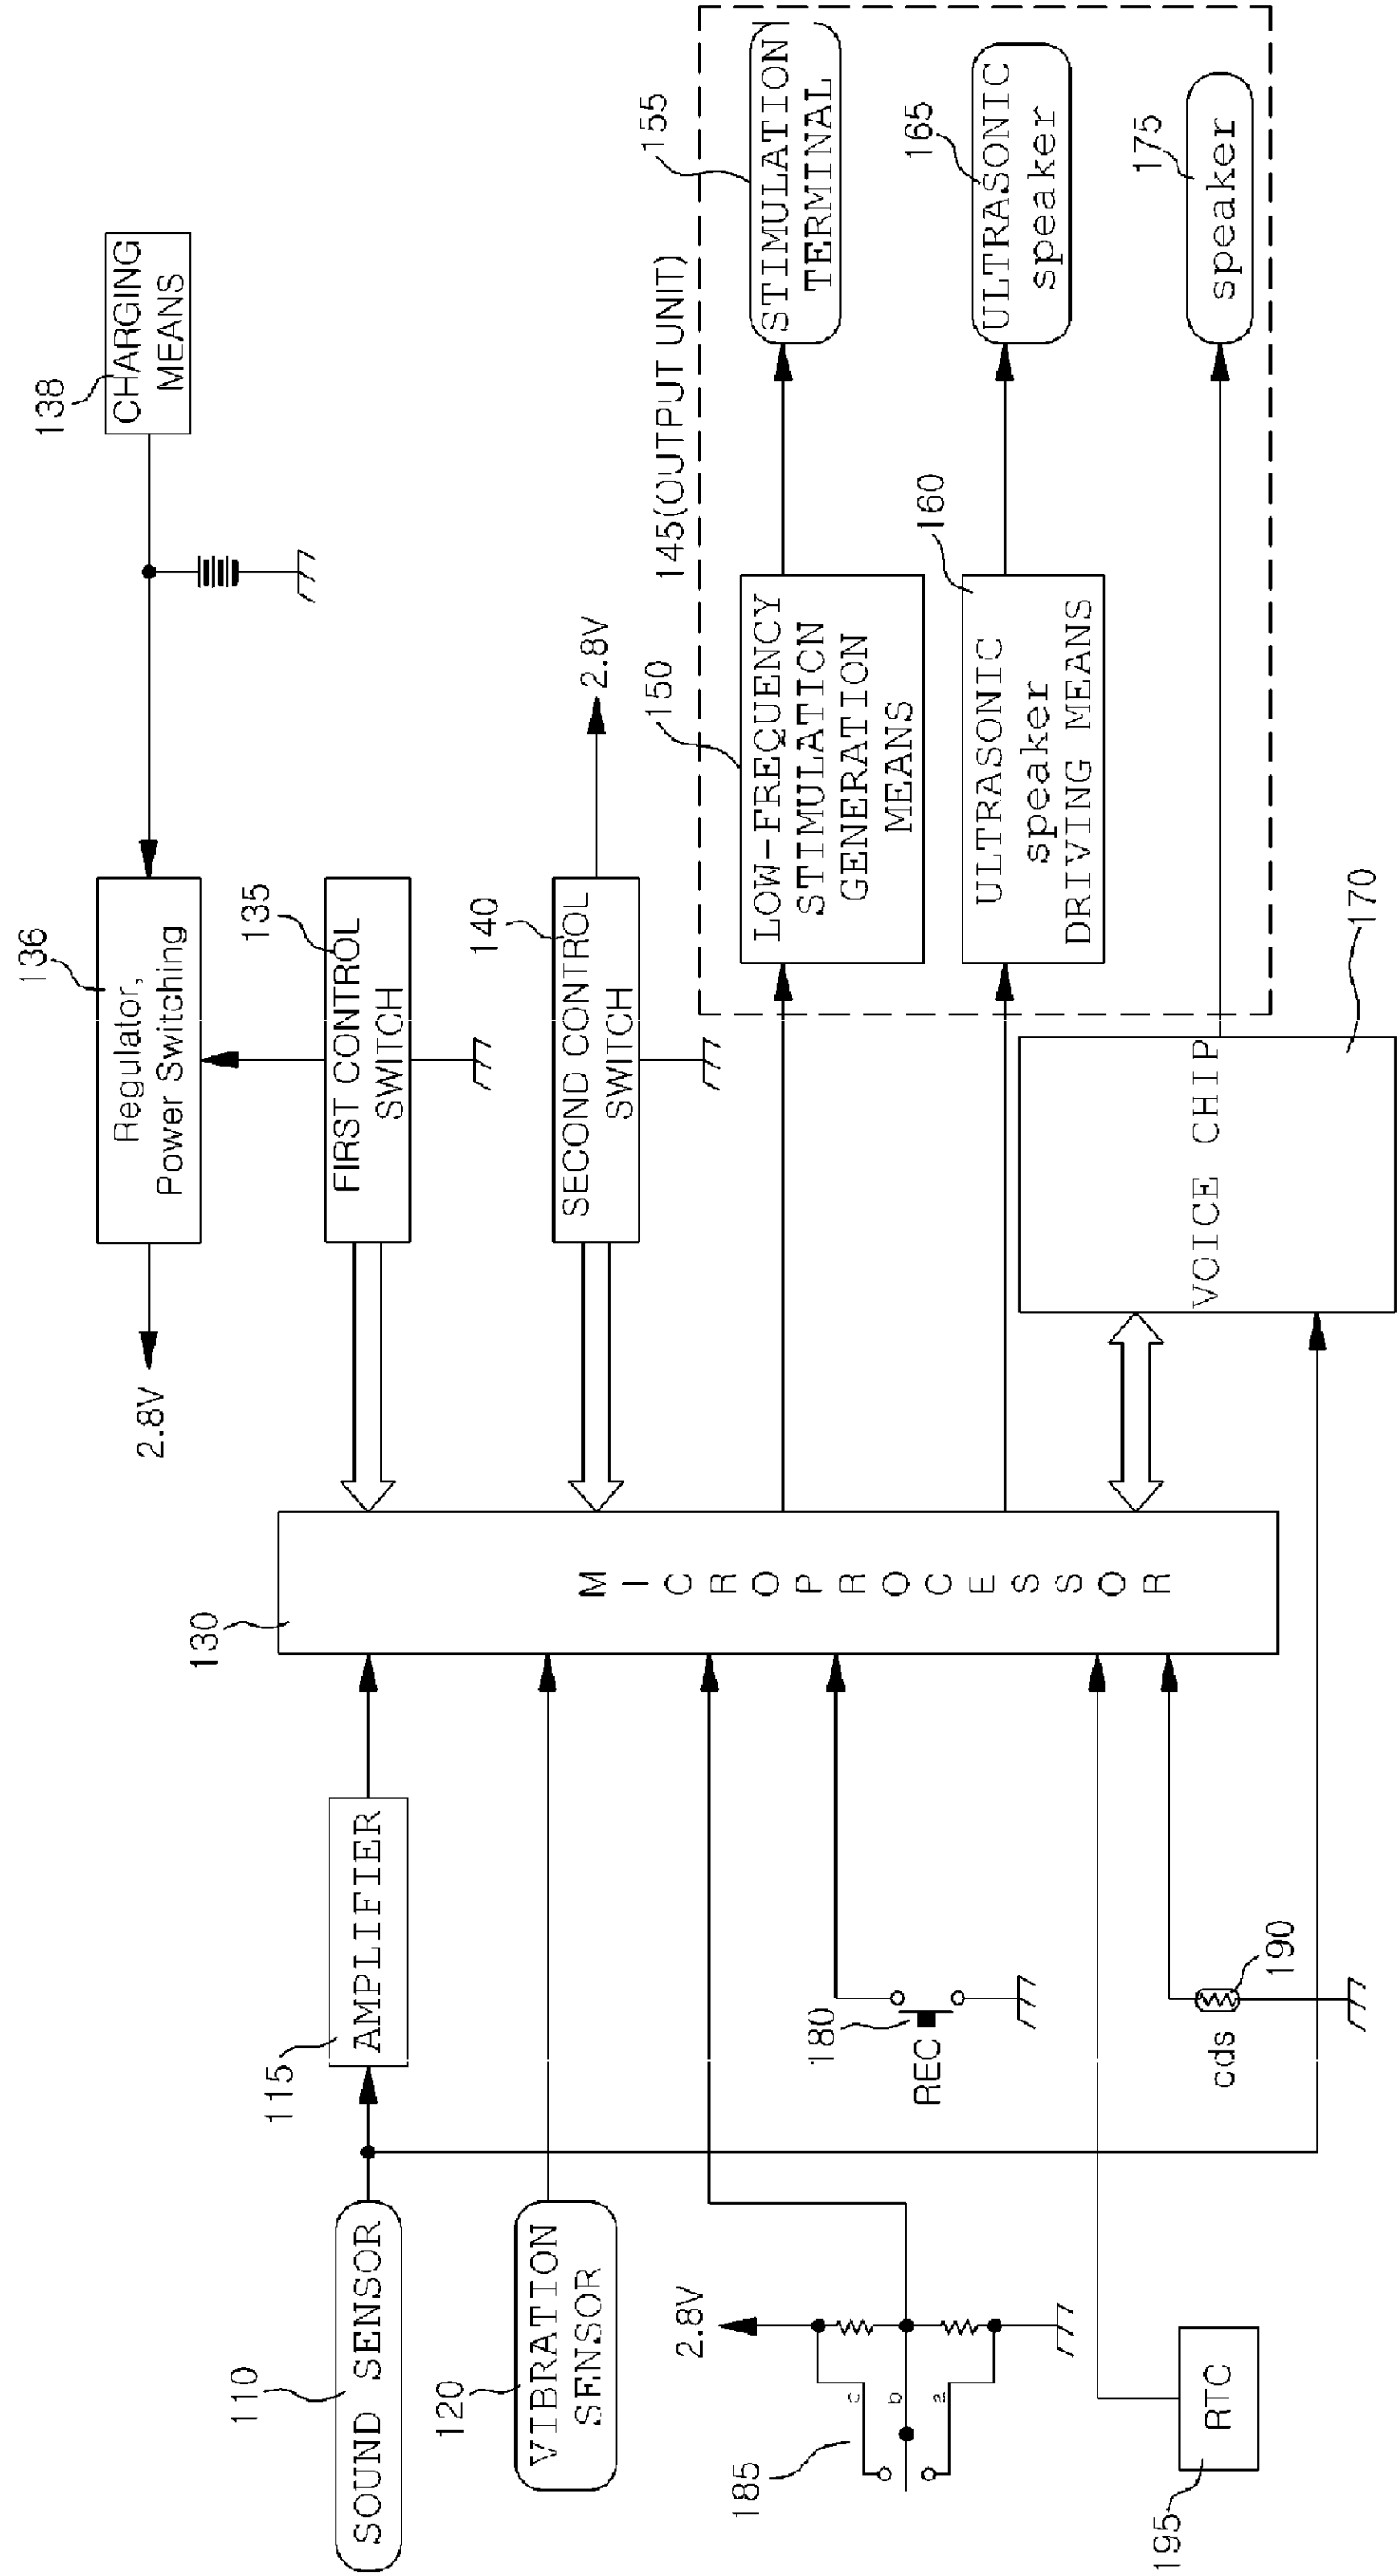 138
CHARGING
MEANS
136
Regulator,
Power Switching
2.8V
135
FIRST CONTROL
SWITCH
140
SECOND CONTROL
SWITCH
2.8V
130
MICROPROCESSOR
110
SOUND SENSOR
115
AMPLIFIER
120
VIBRATION
SENSOR
2.8V
185
c
b
a
180
REC
195
RTC
cds
190
145(OUTPUT UNIT)
150
LOW-FREQUENCY
STIMULATION
GENERATION
MEANS
155
STIMULATION
TERMINAL
160
ULTRASONIC
speaker
DRIVING MEANS
165
ULTRASONIC
speaker
170
VOICE CHIP
175
speaker